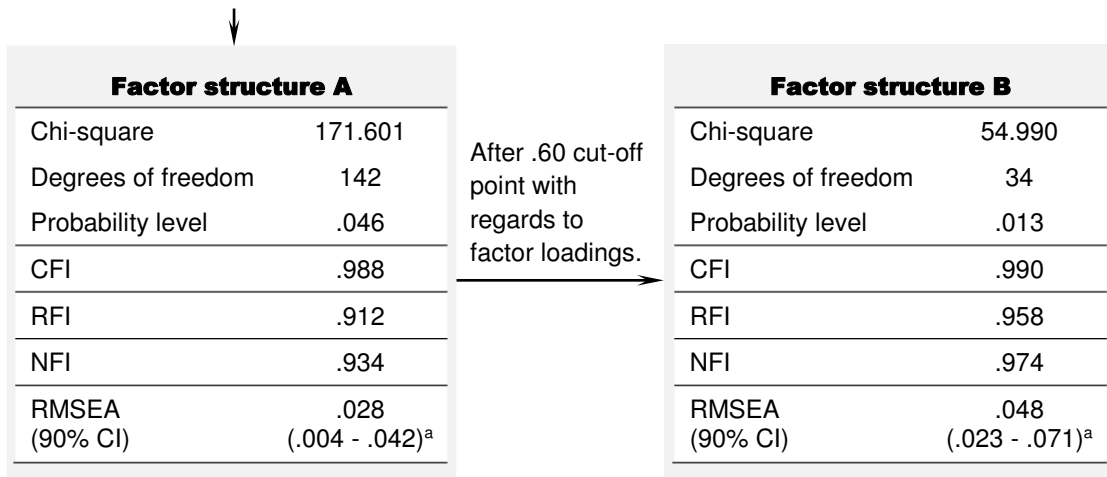 Factor structure A
Chi-square 171.601
Degrees of freedom 142
Probability level .046
CFI .988
RFI .912
NFI .934
RMSEA .028
(90% CI) (.004 - .042)ᵃ
After .60 cut-off
point with
regards to
factor loadings.
Factor structure B
Chi-square 54.990
Degrees of freedom 34
Probability level .013
CFI .990
RFI .958
NFI .974
RMSEA .048
(90% CI) (.023 - .071)ᵃ